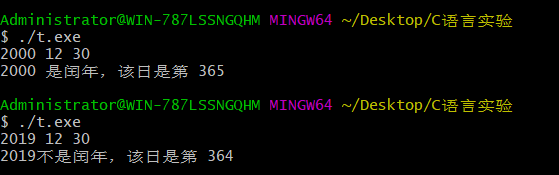 Administrator@WIN-787LSSNGQHM MINGW64 ~/Desktop/C语言实验
$ ./t.exe
2000 12 30
2000 是闰年，该日是第 365
Administrator@WIN-787LSSNGQHM MINGW64 ~/Desktop/C语言实验
$ ./t.exe
2019 12 30
2019不是闰年，该日是第 364